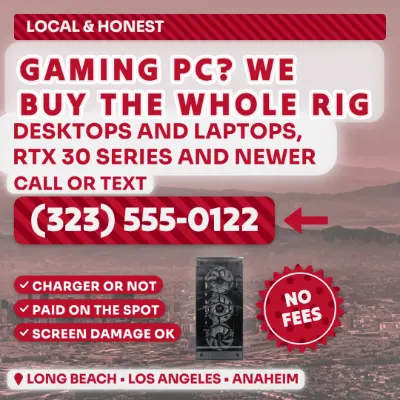 LOCAL & HONEST
GAMING PC? WE
BUY THE WHOLE RIG
DESKTOPS AND LAPTOPS,
RTX 30 SERIES AND NEWER
CALL OR TEXT
(323) 555-0122
✓ CHARGER OR NOT
✓ PAID ON THE SPOT
✓ SCREEN DAMAGE OK
NO
FEES
LONG BEACH • LOS ANGELES • ANAHEIM